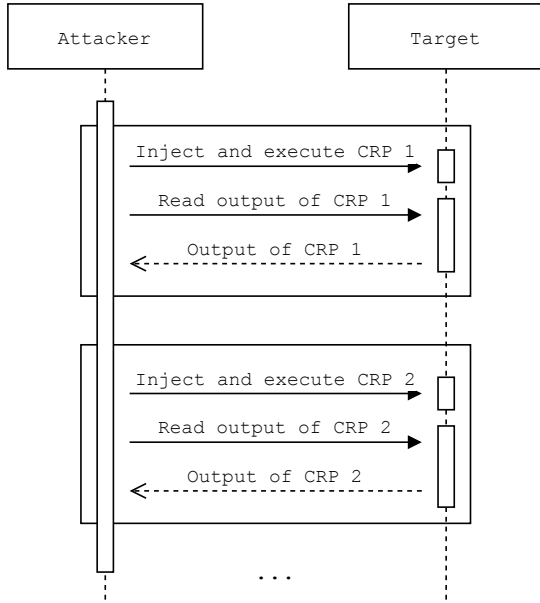 Attacker
Target
Inject and execute CRP 1
Read output of CRP 1
Output of CRP 1
Inject and execute CRP 2
Read output of CRP 2
Output of CRP 2
...